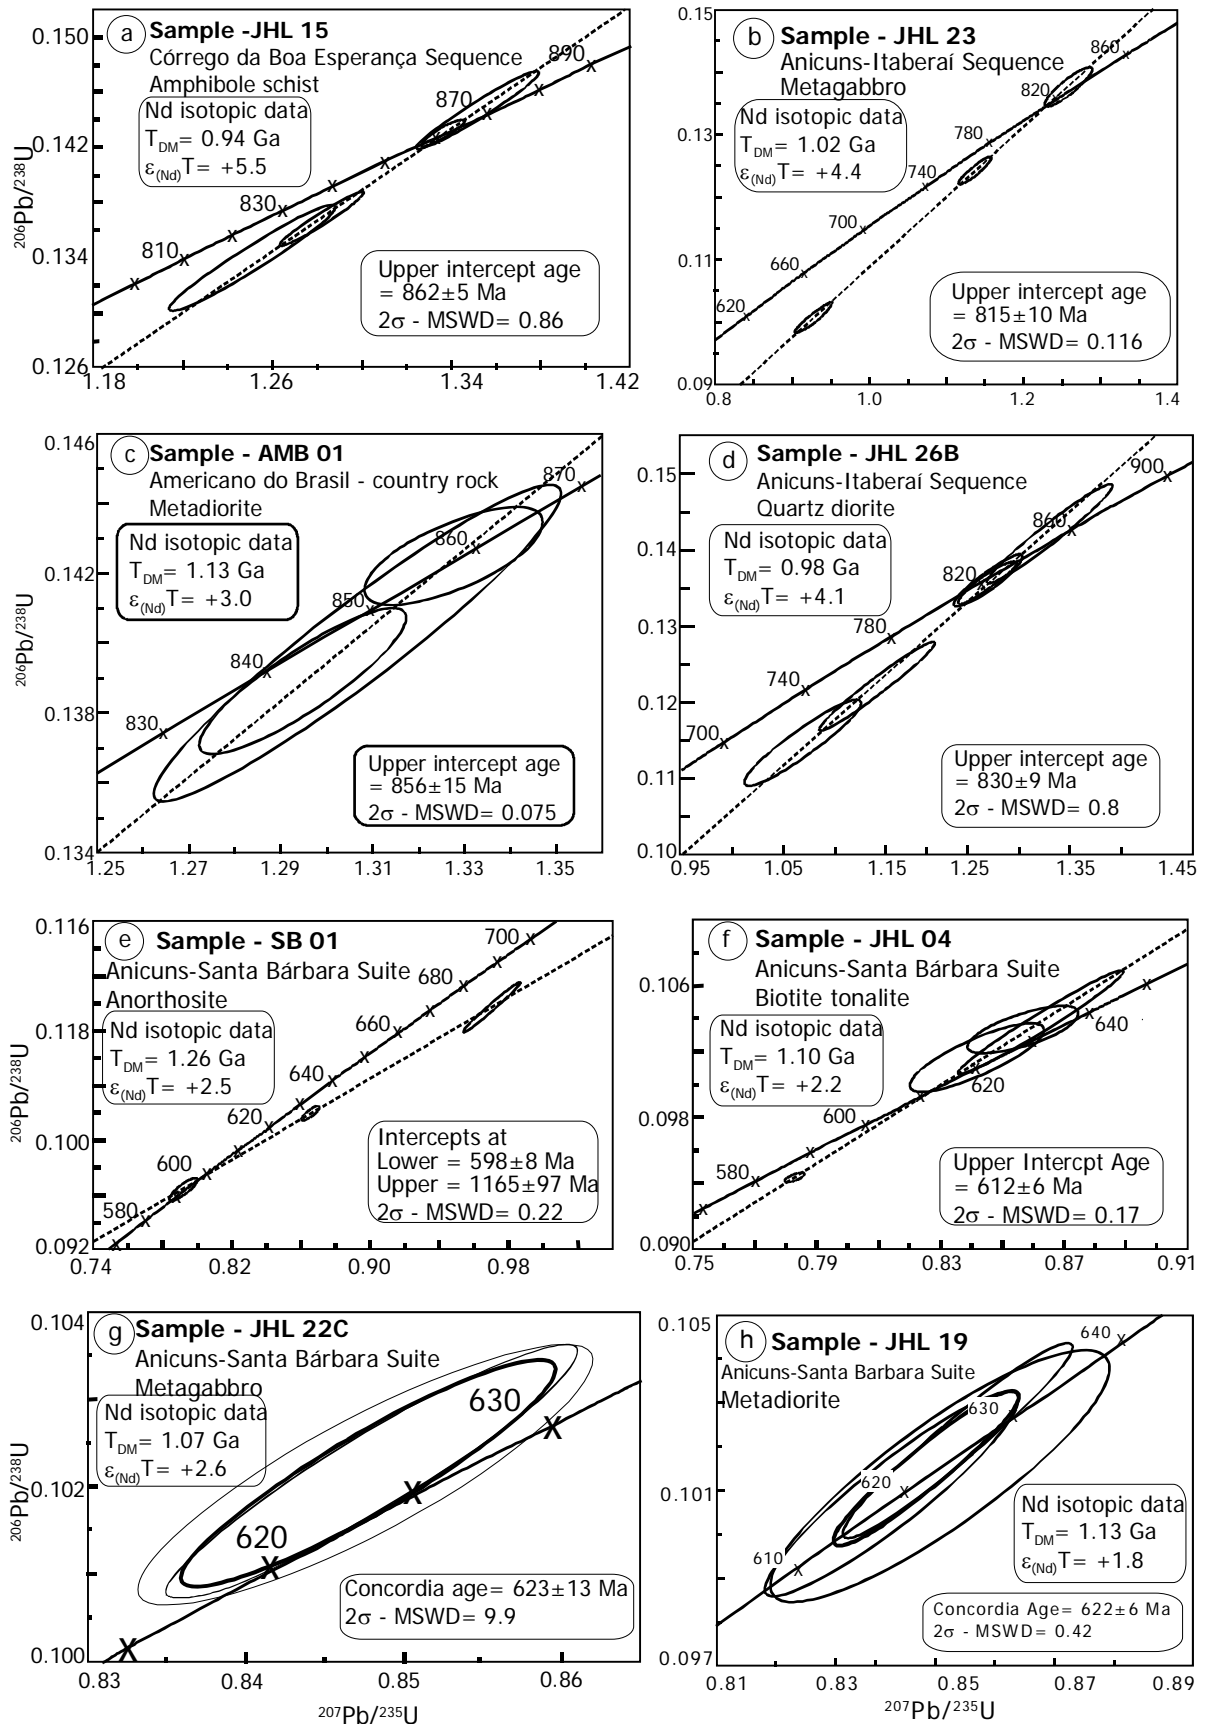 a Sample -JHL 15
Córrego da Boa Esperança Sequence
Amphibole schist
Nd isotopic data
TDM= 0.94 Ga
ε(Nd)T= +5.5
890
870
830
810
Upper intercept age
= 862±5 Ma
2σ - MSWD= 0.86
206Pb/238U
0.150
0.142
0.134
0.126
1.18 1.26 1.34 1.42
b Sample - JHL 23
Anicuns-Itaberaí Sequence
Metagabbro
Nd isotopic data
TDM= 1.02 Ga
ε(Nd)T= +4.4
860
820
780
740
700
660
620
Upper intercept age
= 815±10 Ma
2σ - MSWD= 0.116
0.15
0.13
0.11
0.09
0.8 1.0 1.2 1.4
c Sample - AMB 01
Americano do Brasil - country rock
Metadiorite
Nd isotopic data
TDM= 1.13 Ga
ε(Nd)T= +3.0
870
860
850
840
830
Upper intercept age
= 856±15 Ma
2σ - MSWD= 0.075
206Pb/238U
0.146
0.142
0.138
0.134
1.25 1.27 1.29 1.31 1.33 1.35
d Sample - JHL 26B
Anicuns-Itaberaí Sequence
Quartz diorite
Nd isotopic data
TDM= 0.98 Ga
ε(Nd)T= +4.1
900
860
820
780
740
700
Upper intercept age
= 830±9 Ma
2σ - MSWD= 0.8
0.15
0.14
0.13
0.12
0.11
0.10
0.95 1.05 1.15 1.25 1.35 1.45
e Sample - SB 01
Anicuns-Santa Bárbara Suite
Anorthosite
Nd isotopic data
TDM= 1.26 Ga
ε(Nd)T= +2.5
700
680
660
640
620
600
580
Intercepts at
Lower = 598±8 Ma
Upper = 1165±97 Ma
2σ - MSWD= 0.22
206Pb/238U
0.116
0.118
0.100
0.092
0.74 0.82 0.90 0.98
f Sample - JHL 04
Anicuns-Santa Bárbara Suite
Biotite tonalite
Nd isotopic data
TDM= 1.10 Ga
ε(Nd)T= +2.2
640
620
600
580
Upper Intercpt Age
= 612±6 Ma
2σ - MSWD= 0.17
0.106
0.098
0.090
0.75 0.79 0.83 0.87 0.91
g Sample - JHL 22C
Anicuns-Santa Bárbara Suite
Metagabbro
Nd isotopic data
TDM= 1.07 Ga
ε(Nd)T= +2.6
630
620
Concordia age= 623±13 Ma
2σ - MSWD= 9.9
206Pb/238U
0.104
0.102
0.100
0.83 0.84 0.85 0.86
207Pb/235U
h Sample - JHL 19
Anicuns-Santa Barbara Suite
Metadiorite
640
630
620
610
Nd isotopic data
TDM= 1.13 Ga
ε(Nd)T= +1.8
Concordia Age= 622±6 Ma
2σ - MSWD= 0.42
0.105
0.101
0.097
0.81 0.83 0.85 0.87 0.89
207Pb/235U